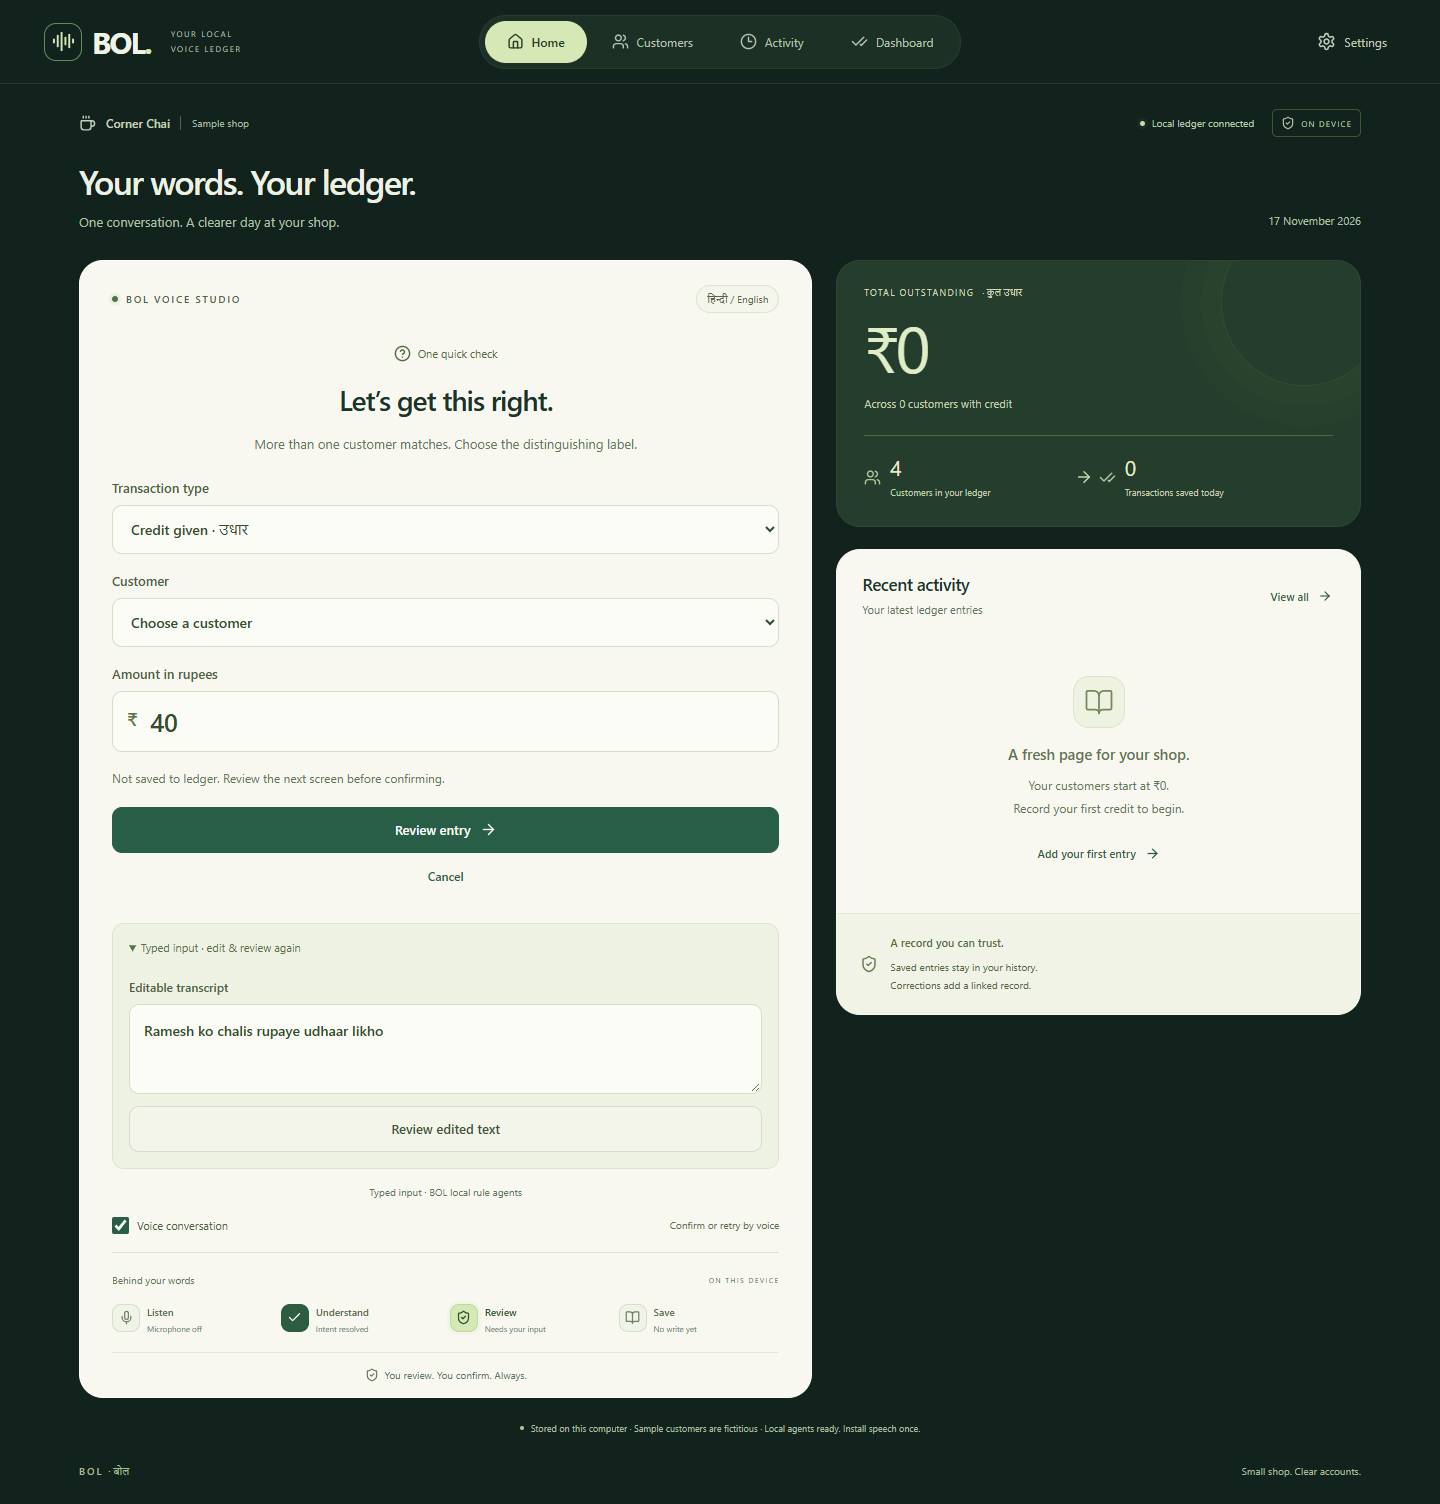 BOL.
YOUR LOCAL
VOICE LEDGER
Home
Customers
Activity
Dashboard
Settings
Corner Chai
Sample shop
Local ledger connected
ON DEVICE
Your words. Your ledger.
One conversation. A clearer day at your shop.
17 November 2026
BOL VOICE STUDIO
हिन्दी / English
One quick check
Let’s get this right.
More than one customer matches. Choose the distinguishing label.
Transaction type
Credit given · उधार
Customer
Choose a customer
Amount in rupees
₹ 40
Not saved to ledger. Review the next screen before confirming.
Review entry
Cancel
Typed input · edit & review again
Editable transcript
Ramesh ko chalis rupaye udhaar likho
Review edited text
Typed input · BOL local rule agents
Voice conversation
Confirm or retry by voice
Behind your words
ON THIS DEVICE
Listen
Microphone off
Understand
Intent resolved
Review
Needs your input
Save
No write yet
You review. You confirm. Always.
TOTAL OUTSTANDING · कुल उधार
₹0
Across 0 customers with credit
4
Customers in your ledger
0
Transactions saved today
Recent activity
Your latest ledger entries
View all
A fresh page for your shop.
Your customers start at ₹0.
Record your first credit to begin.
Add your first entry
A record you can trust.
Saved entries stay in your history.
Corrections add a linked record.
Stored on this computer · Sample customers are fictitious · Local agents ready. Install speech once.
BOL · बोल
Small shop. Clear accounts.